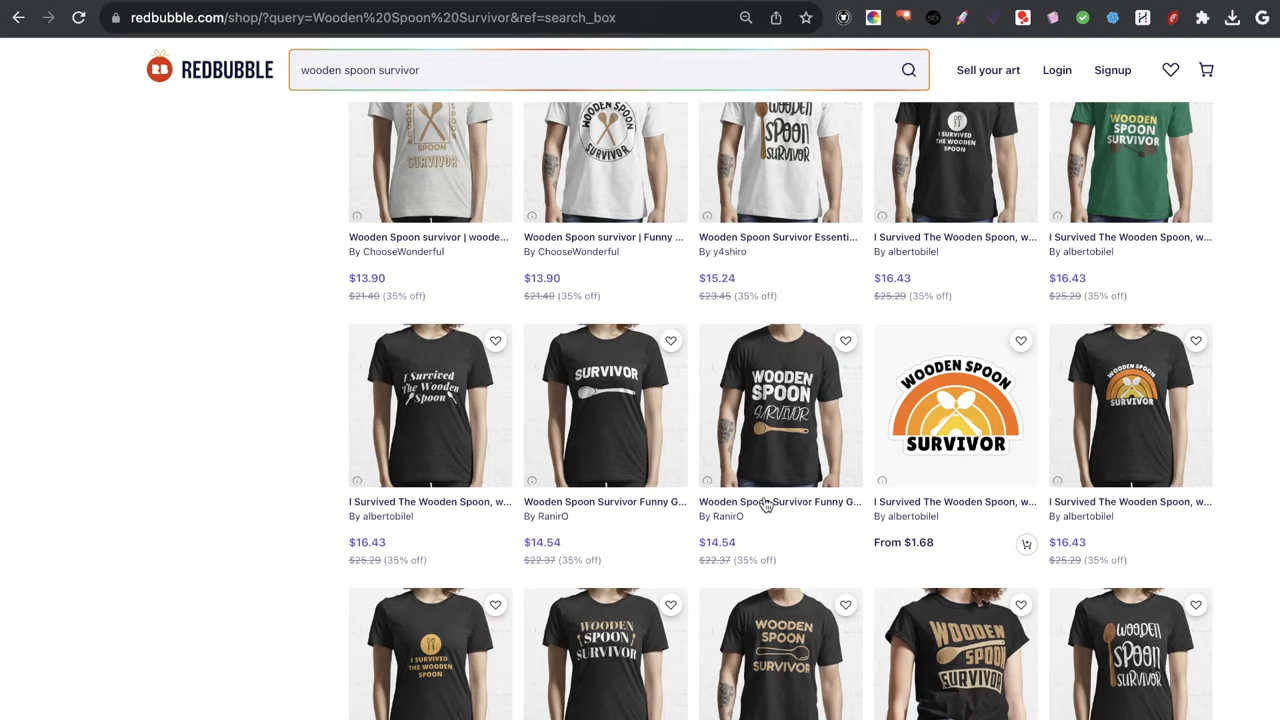 redbubble.com/shop/?query=Wooden%20Spoon%20Survivor&ref=search_box
RB REDBUBBLE
wooden spoon survivor
Sell your art
Login
Signup
SPOON
SURVIVOR
WOODEN SPOON
SURVIVOR
WOODEN
SPOON
SURVIVOR
I SURVIVED
THE WOODEN
SPOON
WOODEN
SPOON
SURVIVOR
Wooden Spoon survivor | woode...
Wooden Spoon survivor | Funny ...
Wooden Spoon Survivor Essenti...
I Survived The Wooden Spoon, w...
I Survived The Wooden Spoon, w...
By ChooseWonderful
By ChooseWonderful
By y4shiro
By albertobilel
By albertobilel
$13.90
$13.90
$15.24
$16.43
$16.43
$21.40 (35% off)
$21.40 (35% off)
$23.45 (35% off)
$25.29 (35% off)
$25.29 (35% off)
I Survived
The Wooden
Spoon
SURVIVOR
WOODEN
SPOON
SURVIVOR
WOODEN SPOON
SURVIVOR
WOODEN SPOON
SURVIVOR
I Survived The Wooden Spoon, w...
Wooden Spoon Survivor Funny G...
Wooden Spoon Survivor Funny G...
I Survived The Wooden Spoon, w...
I Survived The Wooden Spoon, w...
By albertobilel
By RanirO
By RanirO
By albertobilel
By albertobilel
$16.43
$14.54
$14.54
From $1.68
$16.43
$25.29 (35% off)
$22.37 (35% off)
$22.37 (35% off)
$25.29 (35% off)
I SURVIVED
THE WOODEN
SPOON
WOODEN
SPOON
SURVIVOR
WOODEN
SPOON
SURVIVOR
WOODEN
SPOON
SURVIVOR
WOODEN
SPOON
SURVIVOR